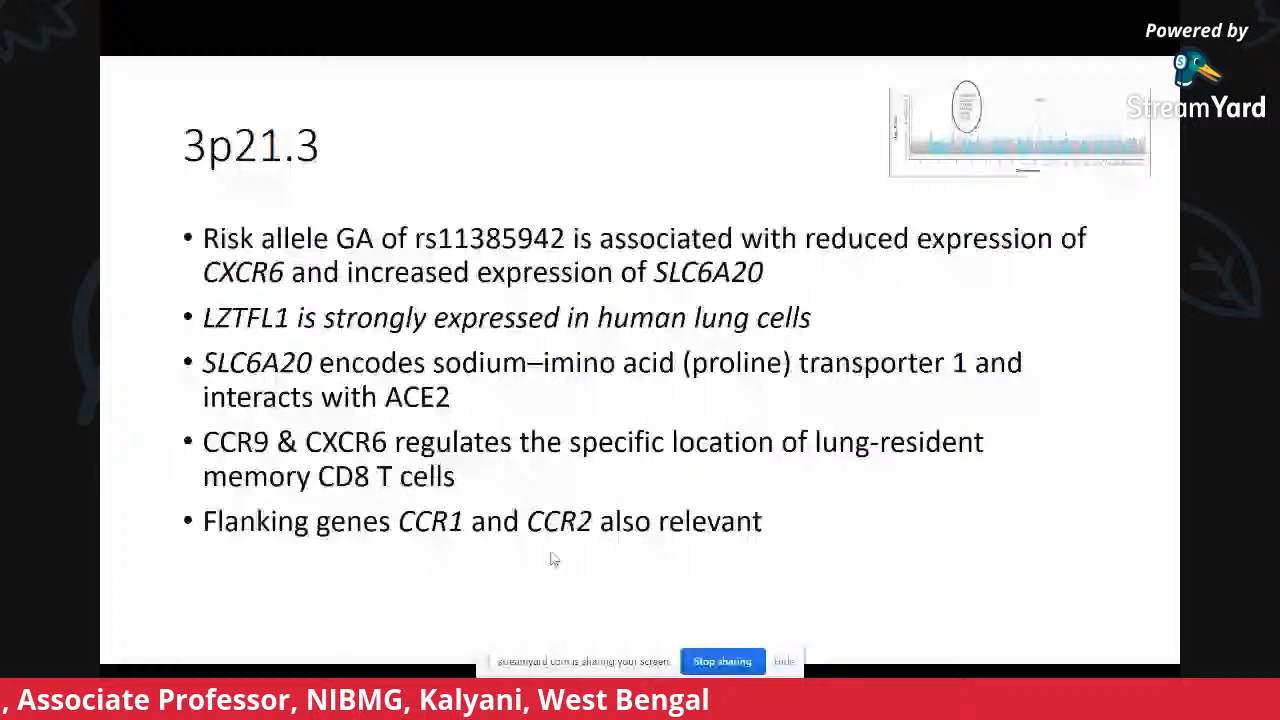 Powered by
StreamYard
3p21.3
• Risk allele GA of rs11385942 is associated with reduced expression of
CXCR6 and increased expression of SLC6A20
• LZTFL1 is strongly expressed in human lung cells
• SLC6A20 encodes sodium–imino acid (proline) transporter 1 and
interacts with ACE2
• CCR9 & CXCR6 regulates the specific location of lung-resident
memory CD8 T cells
• Flanking genes CCR1 and CCR2 also relevant
streamyard.com is sharing your screen. Stop sharing Hide
, Associate Professor, NIBMG, Kalyani, West Bengal